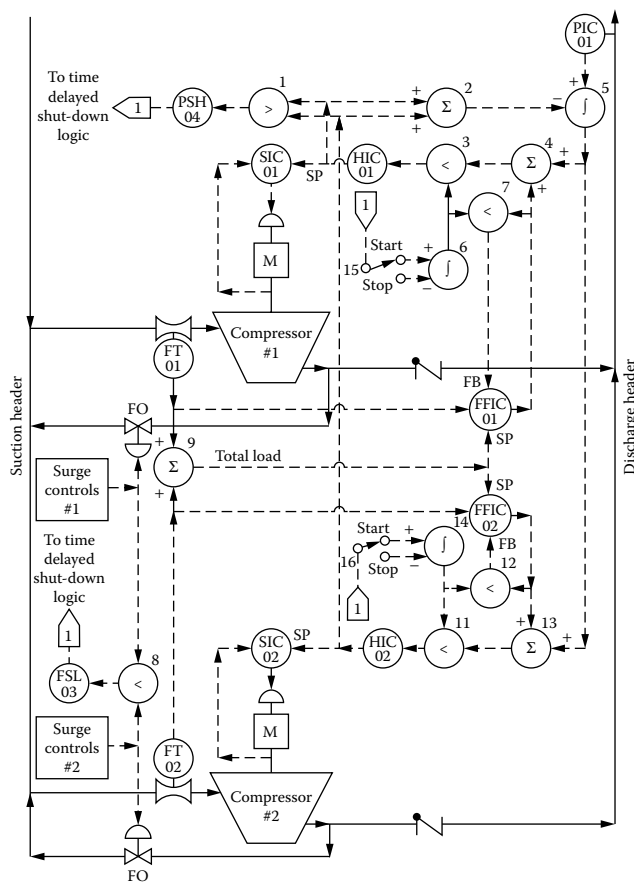 PIC
01
To time
delayed
shut-down
logic
1
PSH
04
1
>
+
+
2
Σ
−
+
5
∫
SIC
01
SP
HIC
01
3
<
4
Σ
+
+
7
<
1
Start
15
Stop
+
−
6
∫
M
Compressor
#1
FT
01
Suction header
Discharge header
FO
FB
FFIC
01
SP
9
+
Σ
+
Total load
Surge
controls
#1
SP
FFIC
02
FB
Start
16
Stop
+
−
14
∫
12
<
To time
delayed
shut-down
logic
1
1
SIC
02
SP
HIC
02
11
<
13
+
Σ
+
FSL
03
8
<
M
Surge
controls
#2
FT
02
Compressor
#2
FO